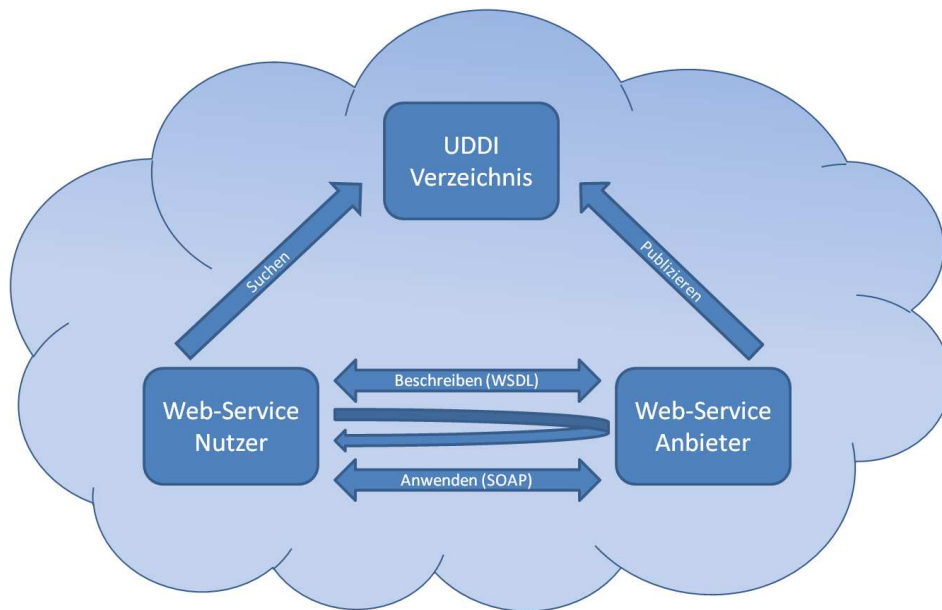 UDDI
Verzeichnis
Suchen
Publizieren
Beschreiben (WSDL)
Web-Service
Nutzer
Web-Service
Anbieter
Anwenden (SOAP)